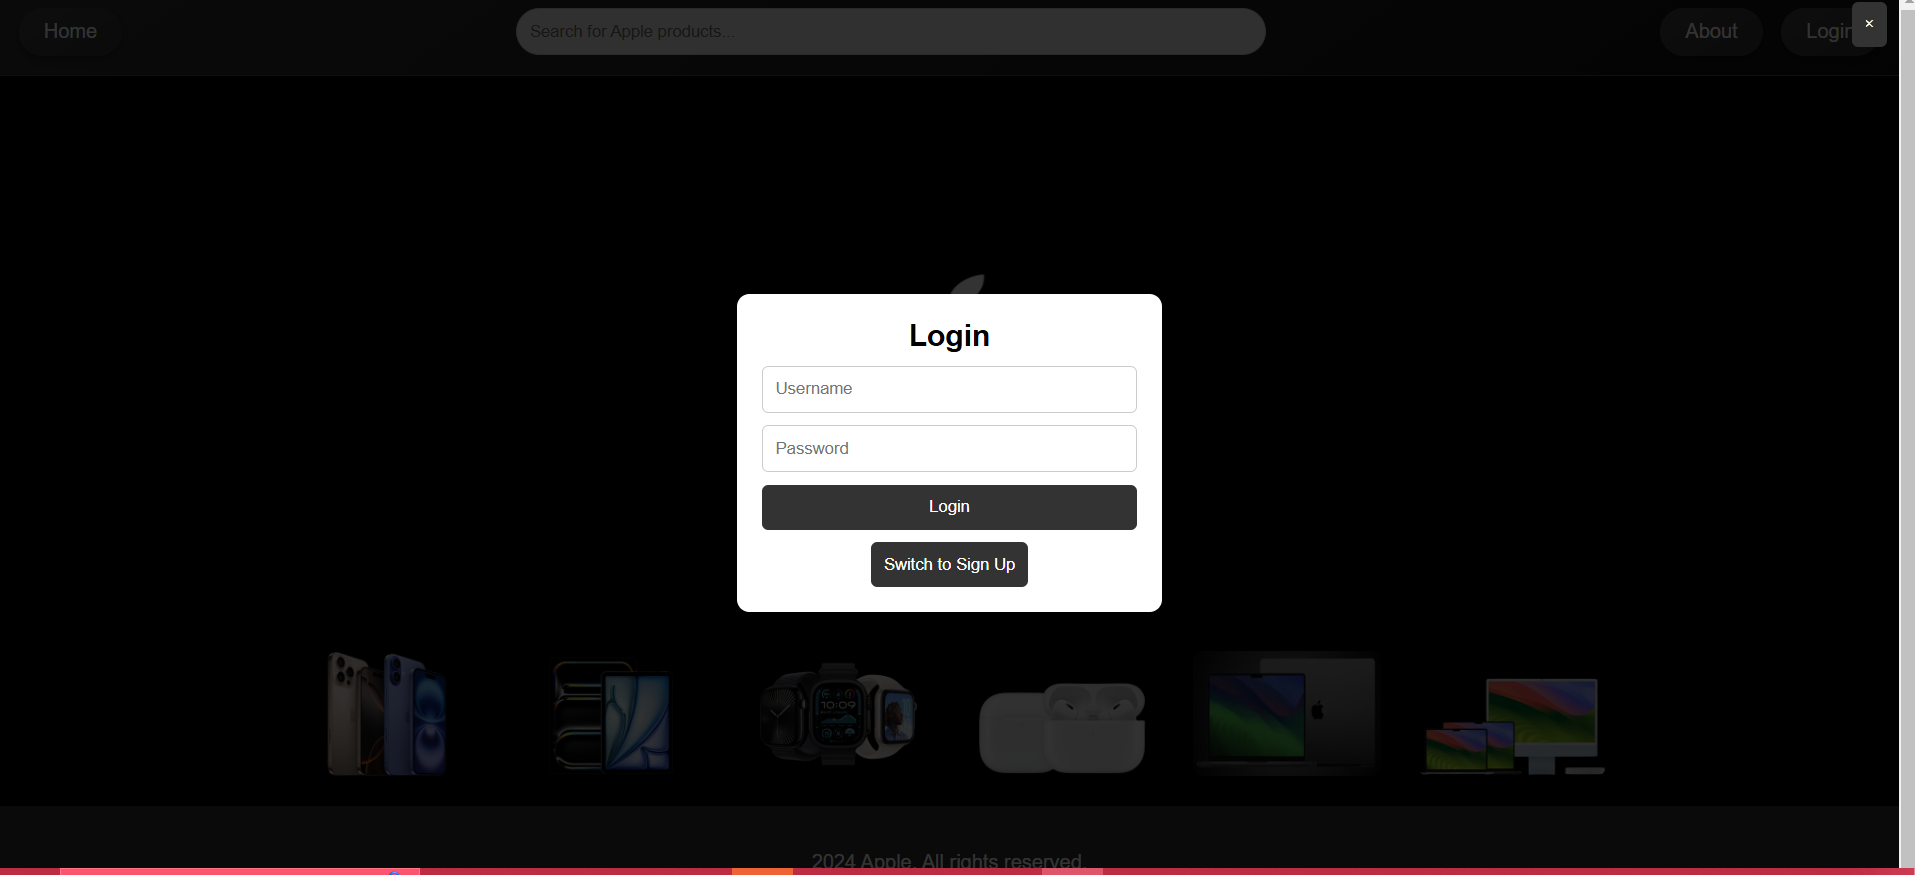 Home
Search for Apple products...
About
Login
×
Login
Username
Password
Login
Switch to Sign Up
10:09
2024 Apple. All rights reserved.